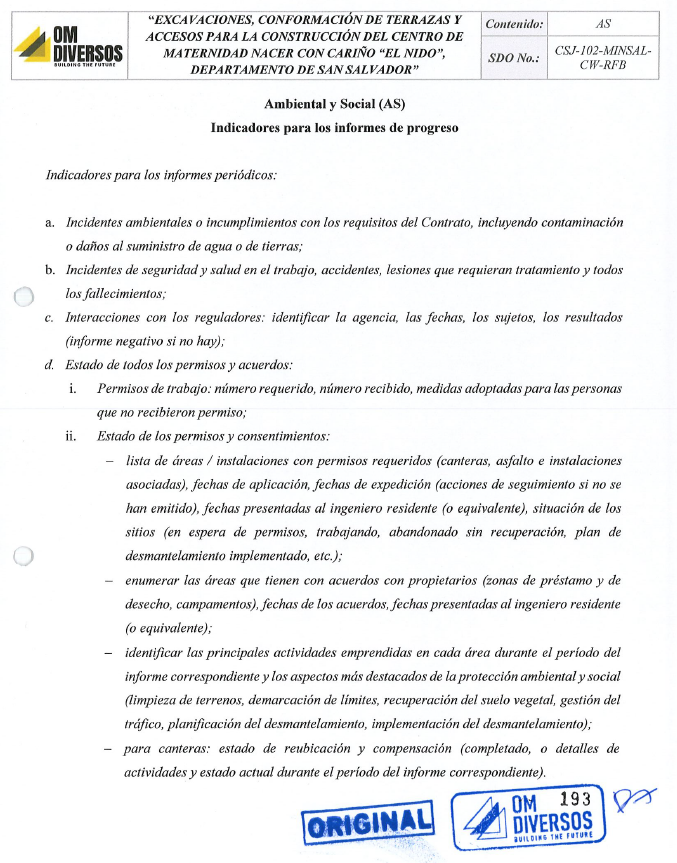 OM
DIVERSOS
BUILDING THE FUTURE
“EXCAVACIONES, CONFORMACIÓN DE TERRAZAS Y
ACCESOS PARA LA CONSTRUCCIÓN DEL CENTRO DE
MATERNIDAD NACER CON CARIÑO “EL NIDO”,
DEPARTAMENTO DE SAN SALVADOR”
Contenido:
AS
SDO No.:
CSJ-102-MINSAL-
CW-RFB
Ambiental y Social (AS)
Indicadores para los informes de progreso
Indicadores para los informes periódicos:
a. Incidentes ambientales o incumplimientos con los requisitos del Contrato, incluyendo contaminación
o daños al suministro de agua o de tierras;
b. Incidentes de seguridad y salud en el trabajo, accidentes, lesiones que requieran tratamiento y todos
los fallecimientos;
c. Interacciones con los reguladores: identificar la agencia, las fechas, los sujetos, los resultados
(informe negativo si no hay);
d. Estado de todos los permisos y acuerdos:
i. Permisos de trabajo: número requerido, número recibido, medidas adoptadas para las personas
que no recibieron permiso;
ii. Estado de los permisos y consentimientos:
– lista de áreas / instalaciones con permisos requeridos (canteras, asfalto e instalaciones
asociadas), fechas de aplicación, fechas de expedición (acciones de seguimiento si no se
han emitido), fechas presentadas al ingeniero residente (o equivalente), situación de los
sitios (en espera de permisos, trabajando, abandonado sin recuperación, plan de
desmantelamiento implementado, etc.);
– enumerar las áreas que tienen con acuerdos con propietarios (zonas de préstamo y de
desecho, campamentos), fechas de los acuerdos, fechas presentadas al ingeniero residente
(o equivalente);
– identificar las principales actividades emprendidas en cada área durante el período del
informe correspondiente y los aspectos más destacados de la protección ambiental y social
(limpieza de terrenos, demarcación de límites, recuperación del suelo vegetal, gestión del
tráfico, planificación del desmantelamiento, implementación del desmantelamiento);
– para canteras: estado de reubicación y compensación (completado, o detalles de
actividades y estado actual durante el período del informe correspondiente).
ORIGINAL
OM
193
DIVERSOS
BUILDING THE FUTURE